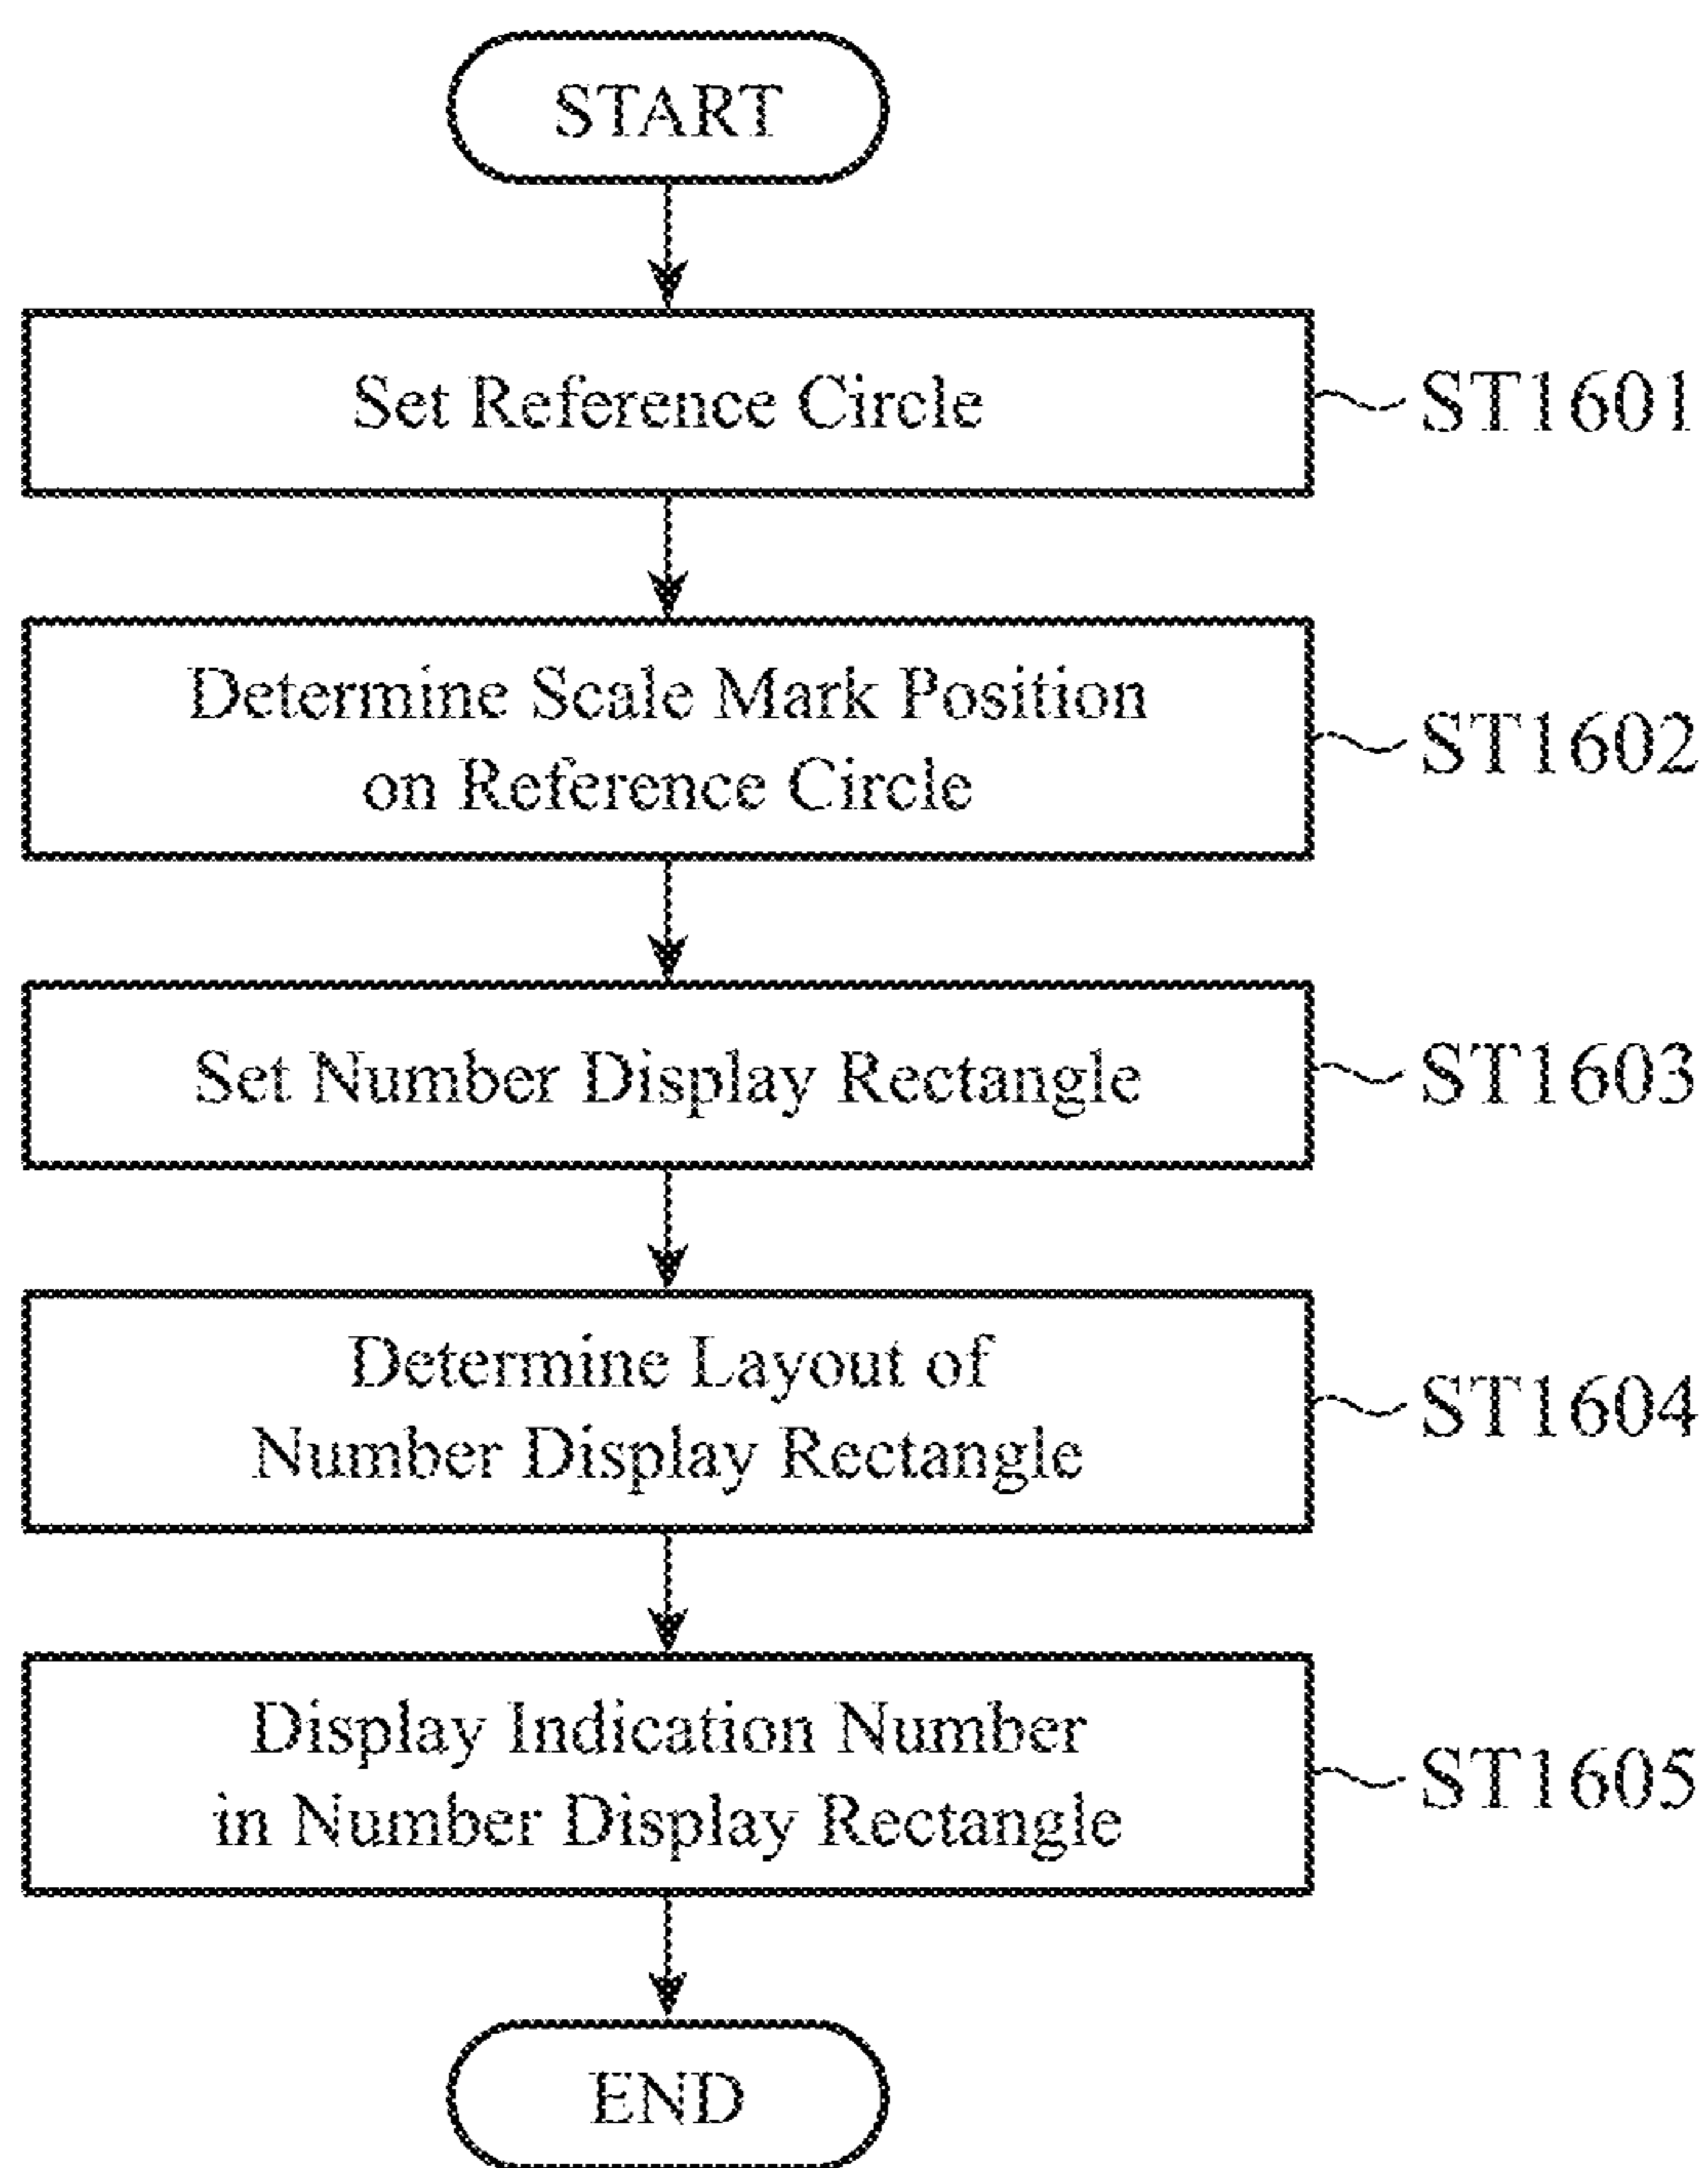 START
Set Reference Circle
ST1601
Determine Scale Mark Position
on Reference Circle
ST1602
Set Number Display Rectangle
ST1603
Determine Layout of
Number Display Rectangle
ST1604
Display Indication Number
in Number Display Rectangle
ST1605
END